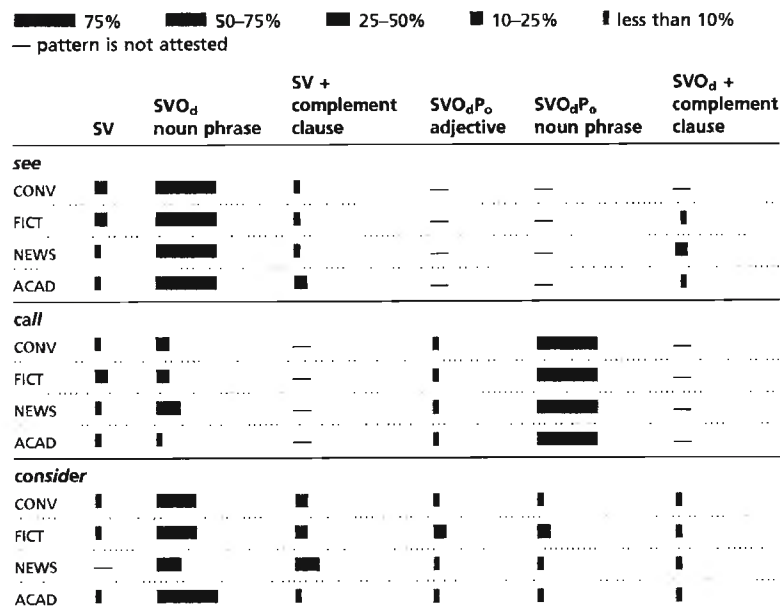 75% 50–75% 25–50% 10–25% less than 10%
— pattern is not attested
SV + SVOd +
SVOd complement SVOdPo SVOdPo complement
SV noun phrase clause adjective noun phrase clause
see
CONV — — —
FICT — —
NEWS — —
ACAD — —
call
CONV — —
FICT — —
NEWS — —
ACAD — —
consider
CONV
FICT
NEWS —
ACAD